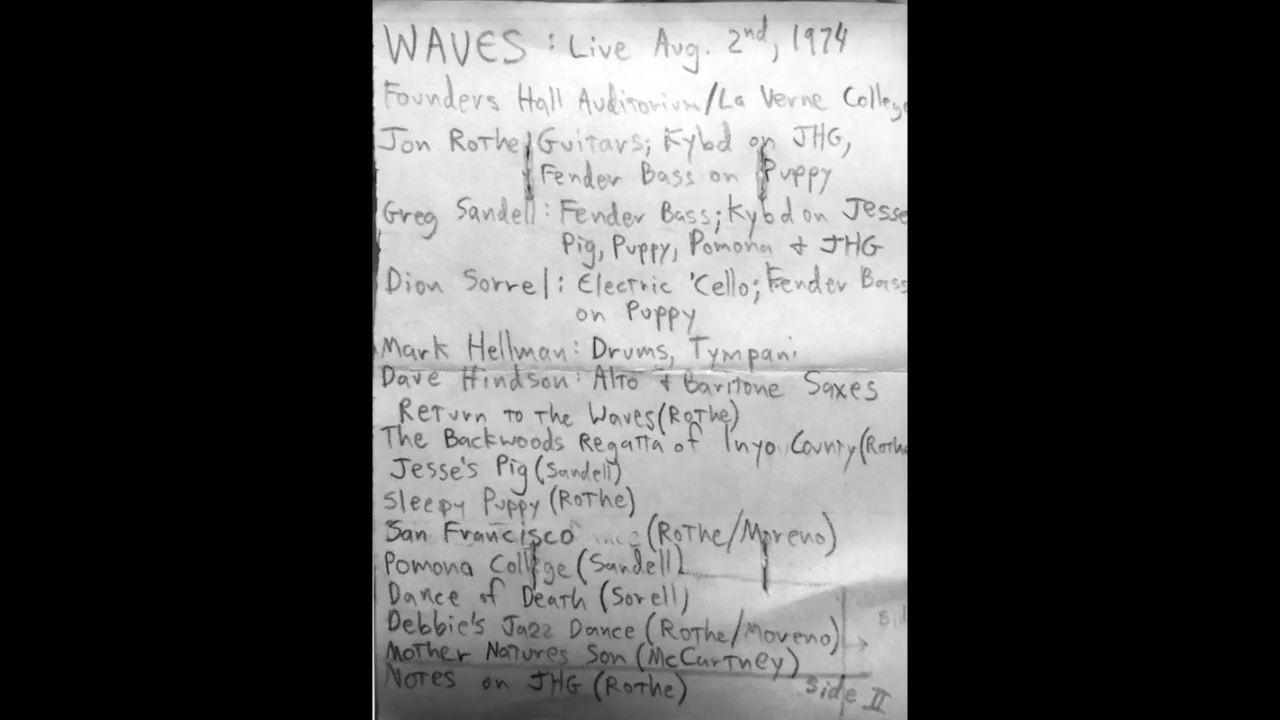 WAVES : Live Aug. 2nd, 1974
Founders Hall Auditorium/La Verne College
Jon Rothe Guitars; Kybd on JHG,
Fender Bass on Puppy
Greg Sandell: Fender Bass; Kybd on Jesse
Pig, Puppy, Pomona + JHG
Dion Sorrel: Electric 'Cello; Fender Bass
on Puppy
Mark Hellman: Drums, Tympani
Dave Hindson: Alto + Baritone Saxes
Return to the Waves (Rothe)
The Backwoods Regatta of Inyo County (Rothe
Jesse's Pig (Sandell)
Sleepy Puppy (Rothe)
San Francisco (Rothe/Moreno)
Pomona College (Sandell)
Dance of Death (Sorell)
Debbie's Jazz Dance (Rothe/Moreno)
Mother Natures Son (McCartney)
Notes on JHG (Rothe)
Side II